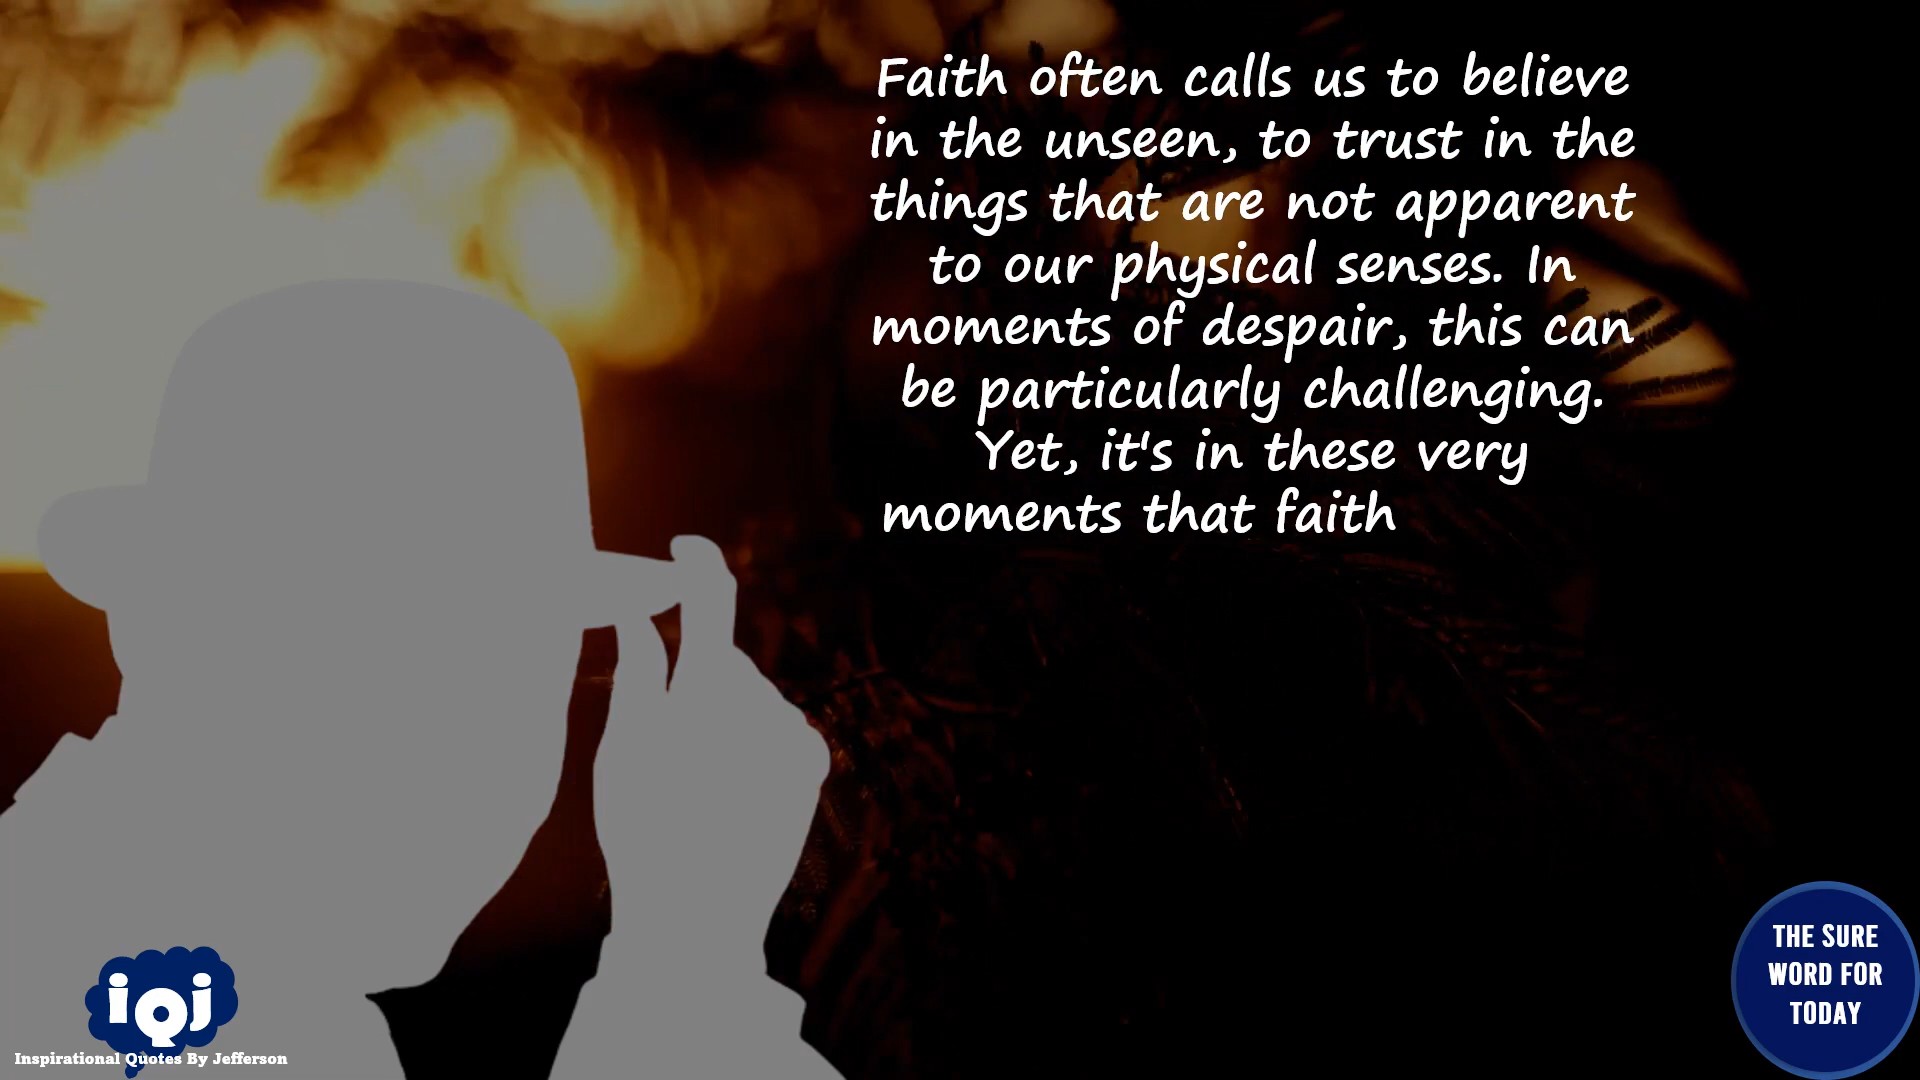 Faith often calls us to believe
in the unseen, to trust in the
things that are not apparent
to our physical senses. In
moments of despair, this can
be particularly challenging.
Yet, it's in these very
moments that faith
THE SURE
WORD FOR
TODAY
iQj
Inspirational Quotes By Jefferson